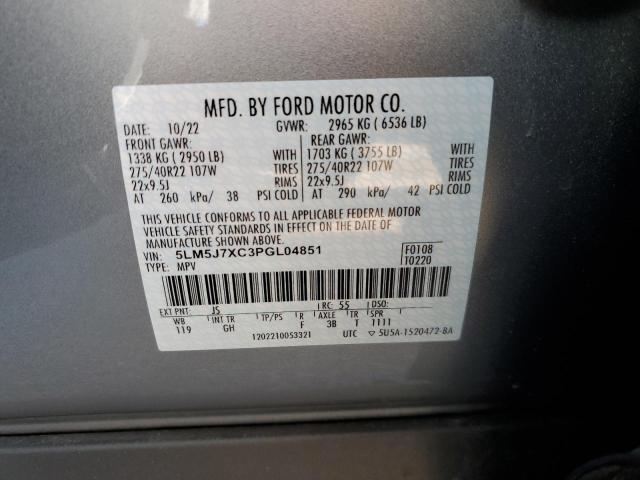 MFD. BY FORD MOTOR CO.
DATE: 10/22 GVWR: 2965 KG ( 6536 LB)
FRONT GAWR: REAR GAWR:
1338 KG ( 2950 LB) WITH 1703 KG ( 3755 LB) WITH
275/40R22 107W TIRES 275/40R22 107W TIRES
22x9.5J RIMS 22x9.5J RIMS
AT 260 kPa/ 38 PSI COLD AT 290 kPa/ 42 PSI COLD
THIS VEHICLE CONFORMS TO ALL APPLICABLE FEDERAL MOTOR
VEHICLE SAFETY STANDARDS IN EFFECT ON THE DATE OF
MANUFACTURE SHOWN ABOVE.
VIN: 5LM5J7XC3PGL04851 F0108
TYPE: MPV T0220
EXT PNT: JS RC: 55 DSO:
WB INT TR TP/PS R AXLE TR SPR
119 GH F 3B T 1111
1202210053321 UTC ▽ 5U5A-1520472-BA